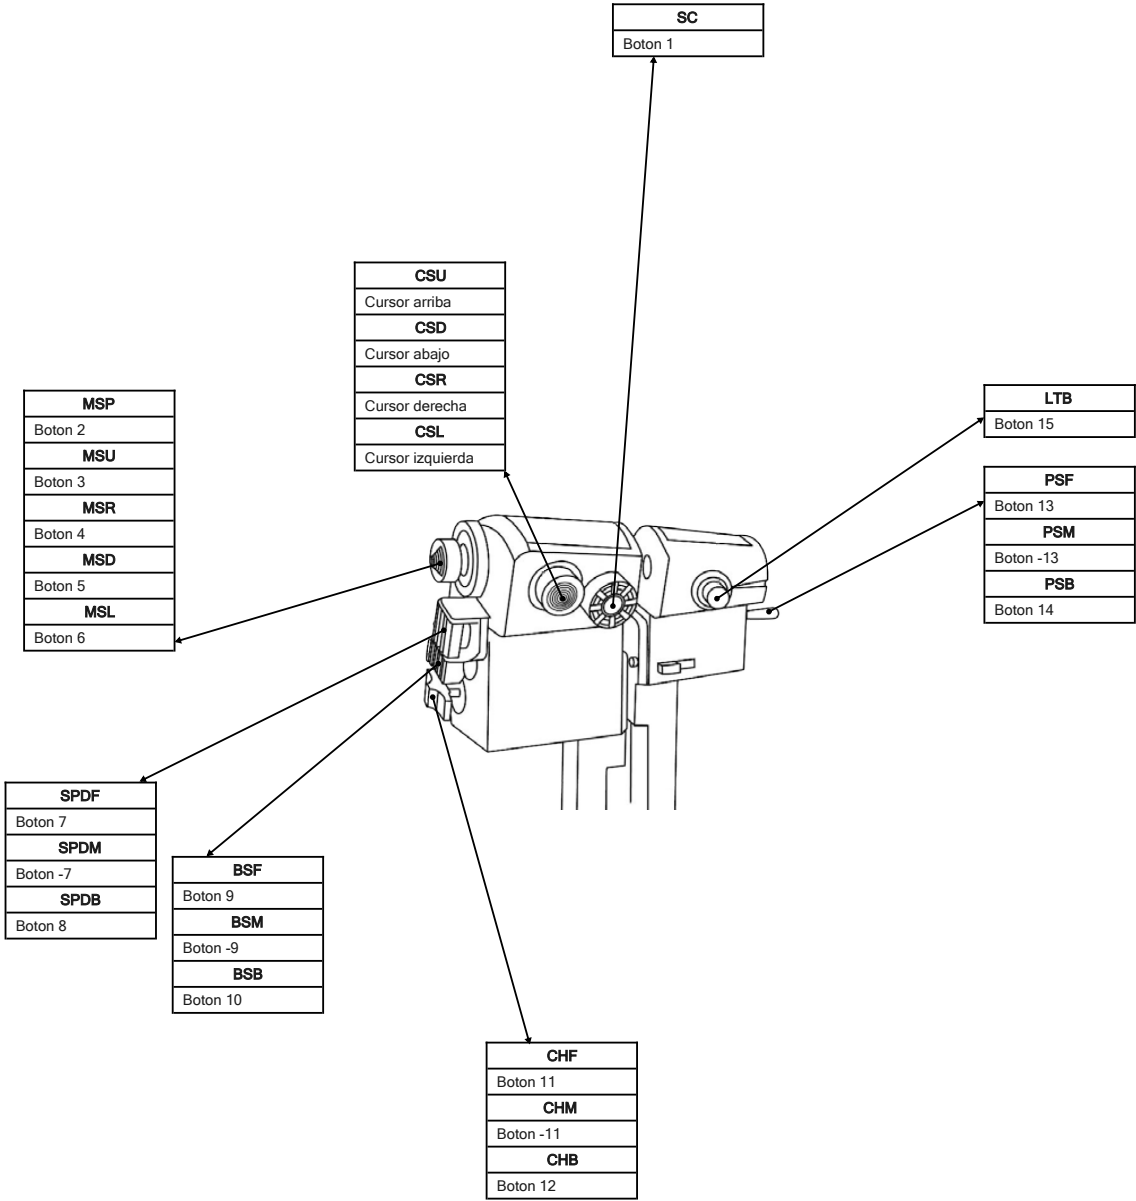 SC
Boton 1
CSU
Cursor arriba
CSD
Cursor abajo
CSR
Cursor derecha
CSL
Cursor izquierda
MSP
Boton 2
MSU
Boton 3
MSR
Boton 4
MSD
Boton 5
MSL
Boton 6
LTB
Boton 15
PSF
Boton 13
PSM
Boton -13
PSB
Boton 14
SPDF
Boton 7
SPDM
Boton -7
SPDB
Boton 8
BSF
Boton 9
BSM
Boton -9
BSB
Boton 10
CHF
Boton 11
CHM
Boton -11
CHB
Boton 12